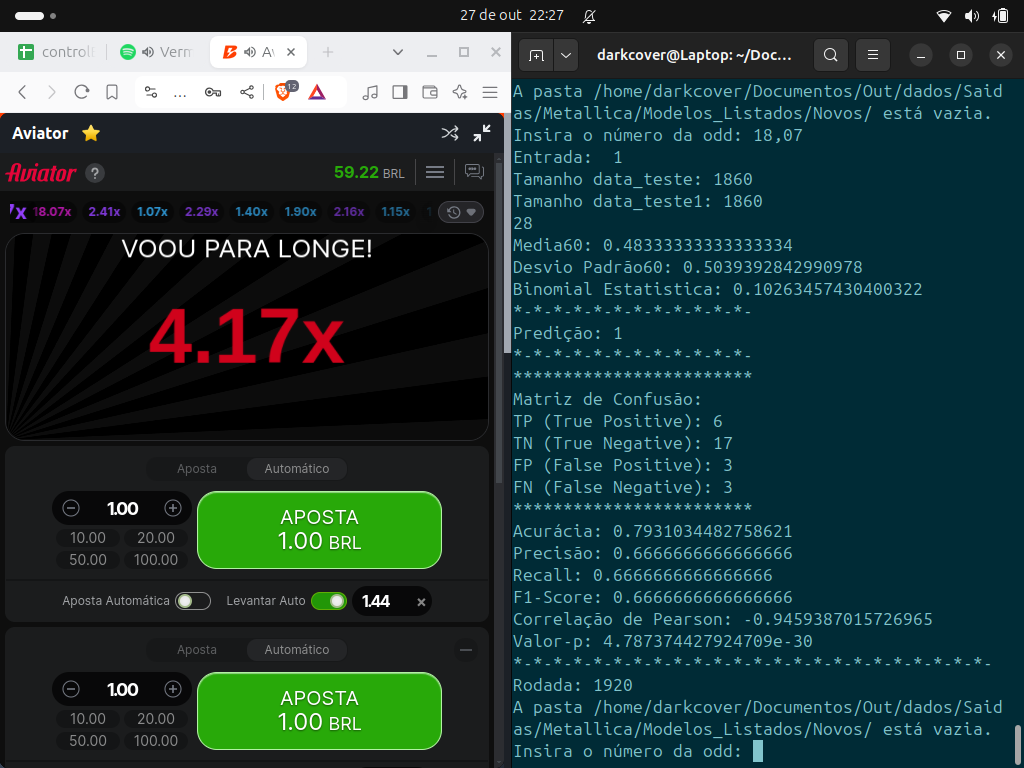 27 de out 22:27
control
Verm
Av
12
Aviator
Aviator
?
59.22 BRL
18.07x 2.41x 1.07x 2.29x 1.40x 1.90x 2.16x 1.15x
VOOU PARA LONGE!
4.17x
Aposta Automático
1.00
10.00 20.00
50.00 100.00
APOSTA
1.00 BRL
Aposta Automática Levantar Auto 1.44
Aposta Automático
1.00
10.00 20.00
50.00 100.00
APOSTA
1.00 BRL
darkcover@Laptop: ~/Doc...
A pasta /home/darkcover/Documentos/Out/dados/Said
as/Metallica/Modelos_Listados/Novos/ está vazia.
Insira o número da odd: 18,07
Entrada:  1
Tamanho data_teste: 1860
Tamanho data_teste1: 1860
28
Media60: 0.48333333333333334
Desvio Padrão60: 0.5039392842990978
Binomial Estatistica: 0.10263457430400322
*-*-*-*-*-*-*-*-*-*-*-*-
Predição: 1
*-*-*-*-*-*-*-*-*-*-*-*-
************************
Matriz de Confusão:
TP (True Positive): 6
TN (True Negative): 17
FP (False Positive): 3
FN (False Negative): 3
************************
Acurácia: 0.7931034482758621
Precisão: 0.6666666666666666
Recall: 0.6666666666666666
F1-Score: 0.6666666666666666
Correlação de Pearson: -0.9459387015726965
Valor-p: 4.787374427924709e-30
*-*-*-*-*-*-*-*-*-*-*-*-*-*-*-*-*-*-*-*-*-*-*-*-
Rodada: 1920
A pasta /home/darkcover/Documentos/Out/dados/Said
as/Metallica/Modelos_Listados/Novos/ está vazia.
Insira o número da odd: